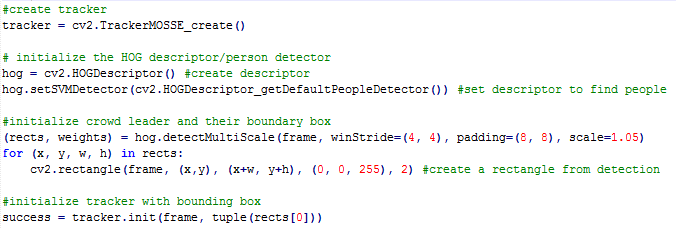 #create tracker
tracker = cv2.TrackerMOSSE_create()
# initialize the HOG descriptor/person detector
hog = cv2.HOGDescriptor() #create descriptor
hog.setSVMDetector(cv2.HOGDescriptor_getDefaultPeopleDetector()) #set descriptor to find people
#initialize crowd leader and their boundary box
(rects, weights) = hog.detectMultiScale(frame, winStride=(4, 4), padding=(8, 8), scale=1.05)
for (x, y, w, h) in rects:
    cv2.rectangle(frame, (x,y), (x+w, y+h), (0, 0, 255), 2) #create a rectangle from detection
#initialize tracker with bounding box
success = tracker.init(frame, tuple(rects[0]))